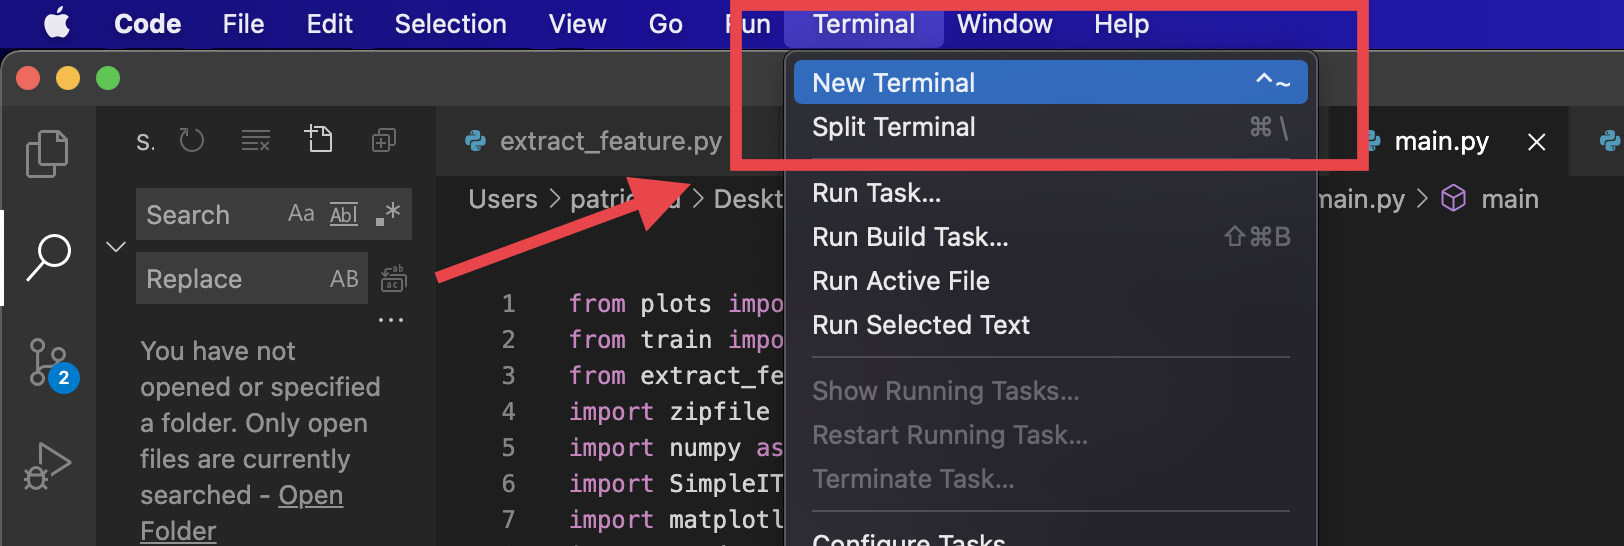 Code File Edit Selection View Go Run Terminal Window Help
New Terminal ^~
Split Terminal ⌘\
Run Task...
Run Build Task... ⇧⌘B
Run Active File
Run Selected Text
Show Running Tasks...
Restart Running Task...
Terminate Task...
Configure Tasks
S.
extract_feature.py
main.py
Users > > Deskt
main.py > main
Search Aa Abl .*
Replace AB
...
2
You have not
opened or specified
a folder. Only open
files are currently
searched - Open
Folder
1 from plots impo
2 from train impo
3 from extract_fe
4 import zipfile
5 import numpy as
6 import SimpleIT
7 import matplotl